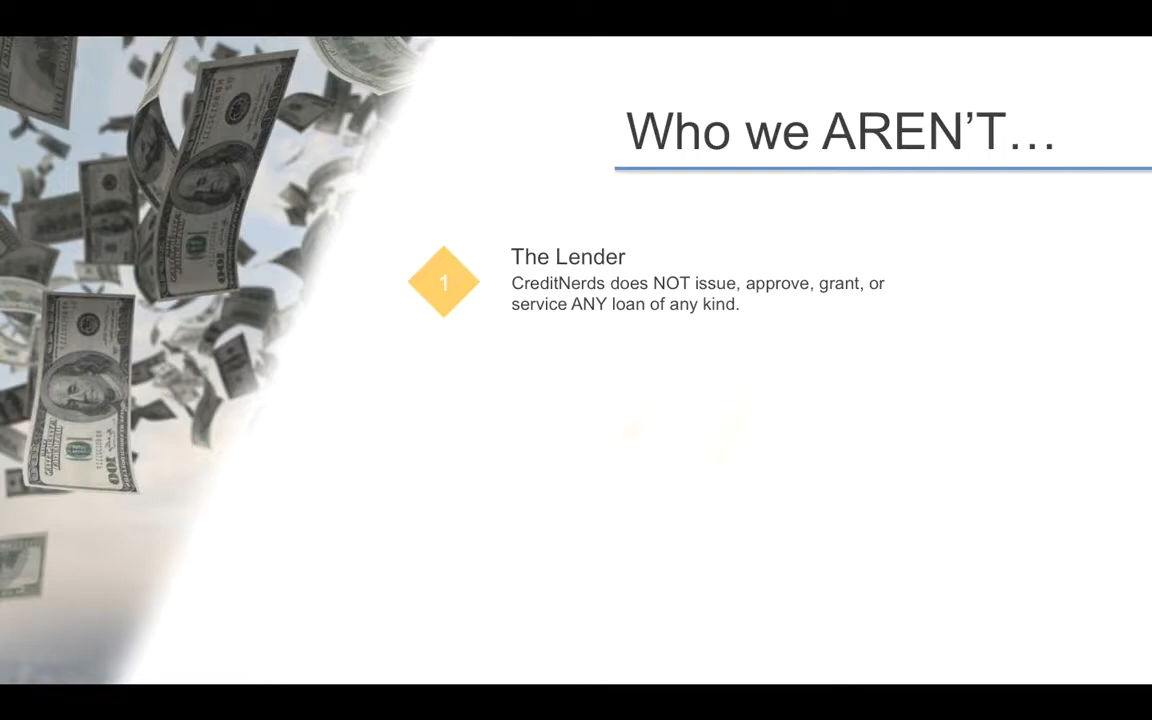 Who we AREN’T…
1
The Lender
CreditNerds does NOT issue, approve, grant, or
service ANY loan of any kind.